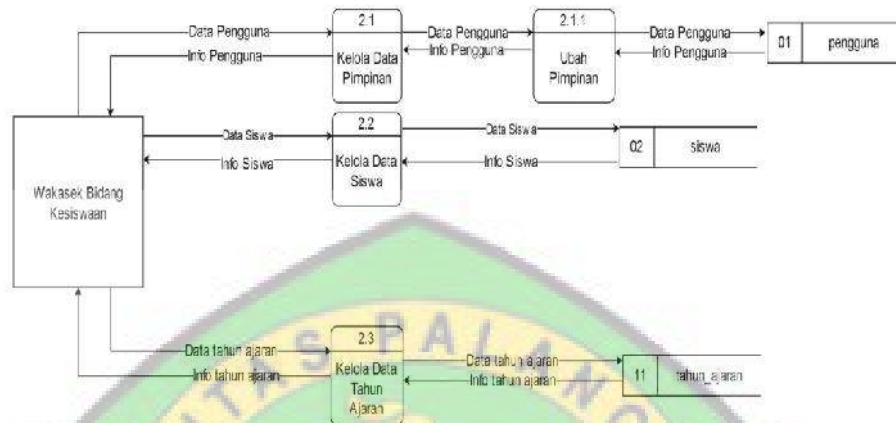 Data Pengguna
Info Pengguna
2.1
Kelola Data
Pimpinan
Data Pengguna
Info Pengguna
2.1.1
Ubah
Pimpinan
Data Pengguna
Info Pengguna
01 pengguna
Wakasek Bidang
Kesiswaan
Data Siswa
Info Siswa
2.2
Kelola Data
Siswa
Data Siswa
Info Siswa
02 siswa
Data tahun ajaran
Info tahun ajaran
2.3
Kelola Data
Tahun
Ajaran
Data tahun ajaran
Info tahun ajaran
11 tahun_ajaran